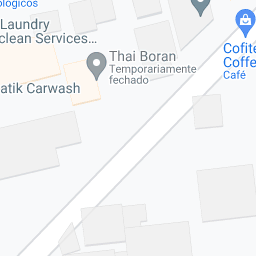 ológicos
Laundry
clean Services...
Thai Boran
Temporariamente
fechado
atik Carwash
Cofite
Coffe
Café